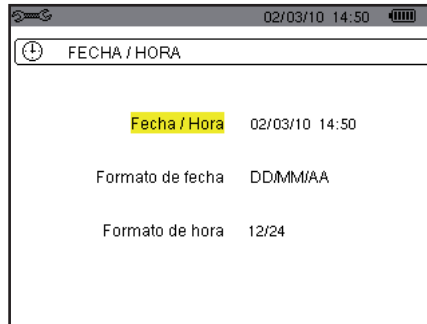 02/03/10 14:50
FECHA / HORA
Fecha / Hora 02/03/10 14:50
Formato de fecha DD/MM/AA
Formato de hora 12/24